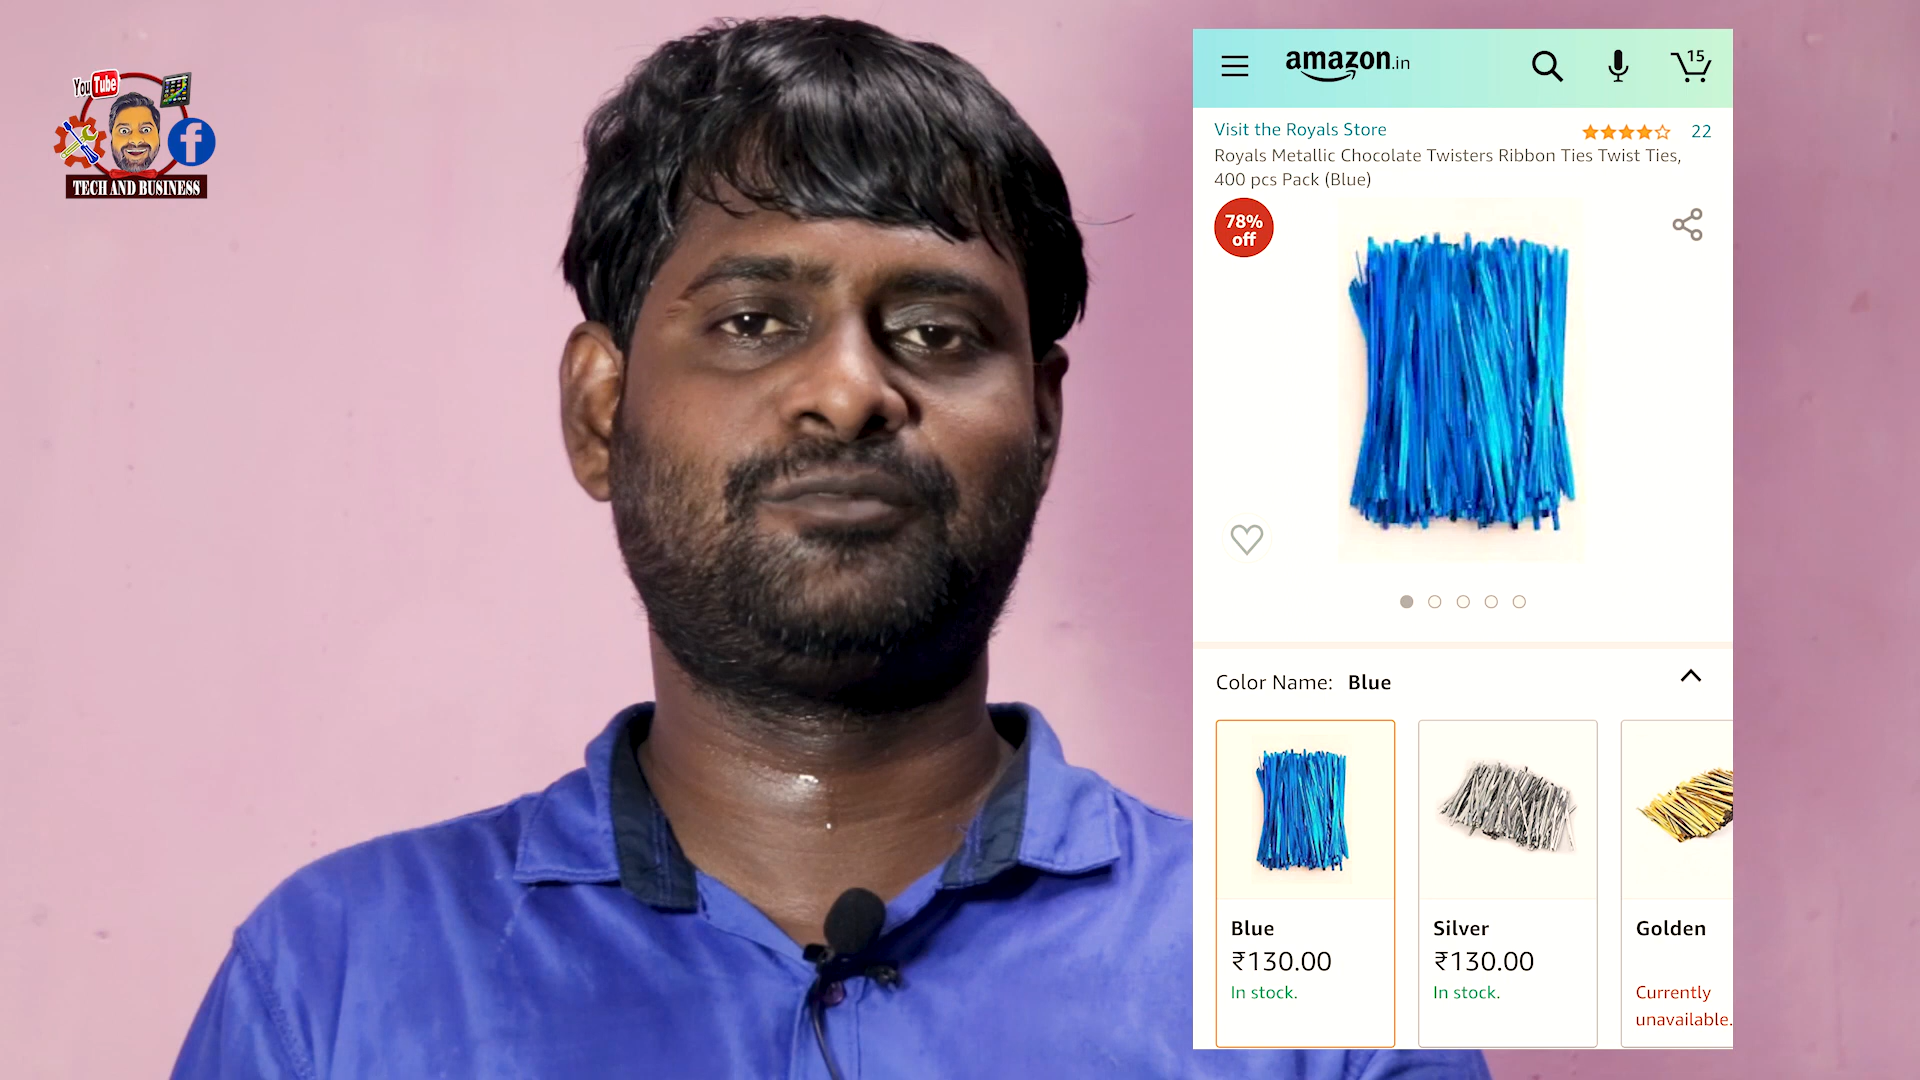 You Tube
f
TECH AND BUSINESS
amazon.in
15
Visit the Royals Store
22
Royals Metallic Chocolate Twisters Ribbon Ties Twist Ties,
400 pcs Pack (Blue)
78%
off
Color Name: Blue
Blue
₹130.00
In stock.
Silver
₹130.00
In stock.
Golden
Currently
unavailable.